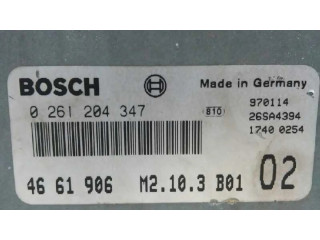 BOSCH
Made in Germany
0 261 204 347
810
970114
26SA4394
1740 0254
46 61 906 M2.10.3 B01 02